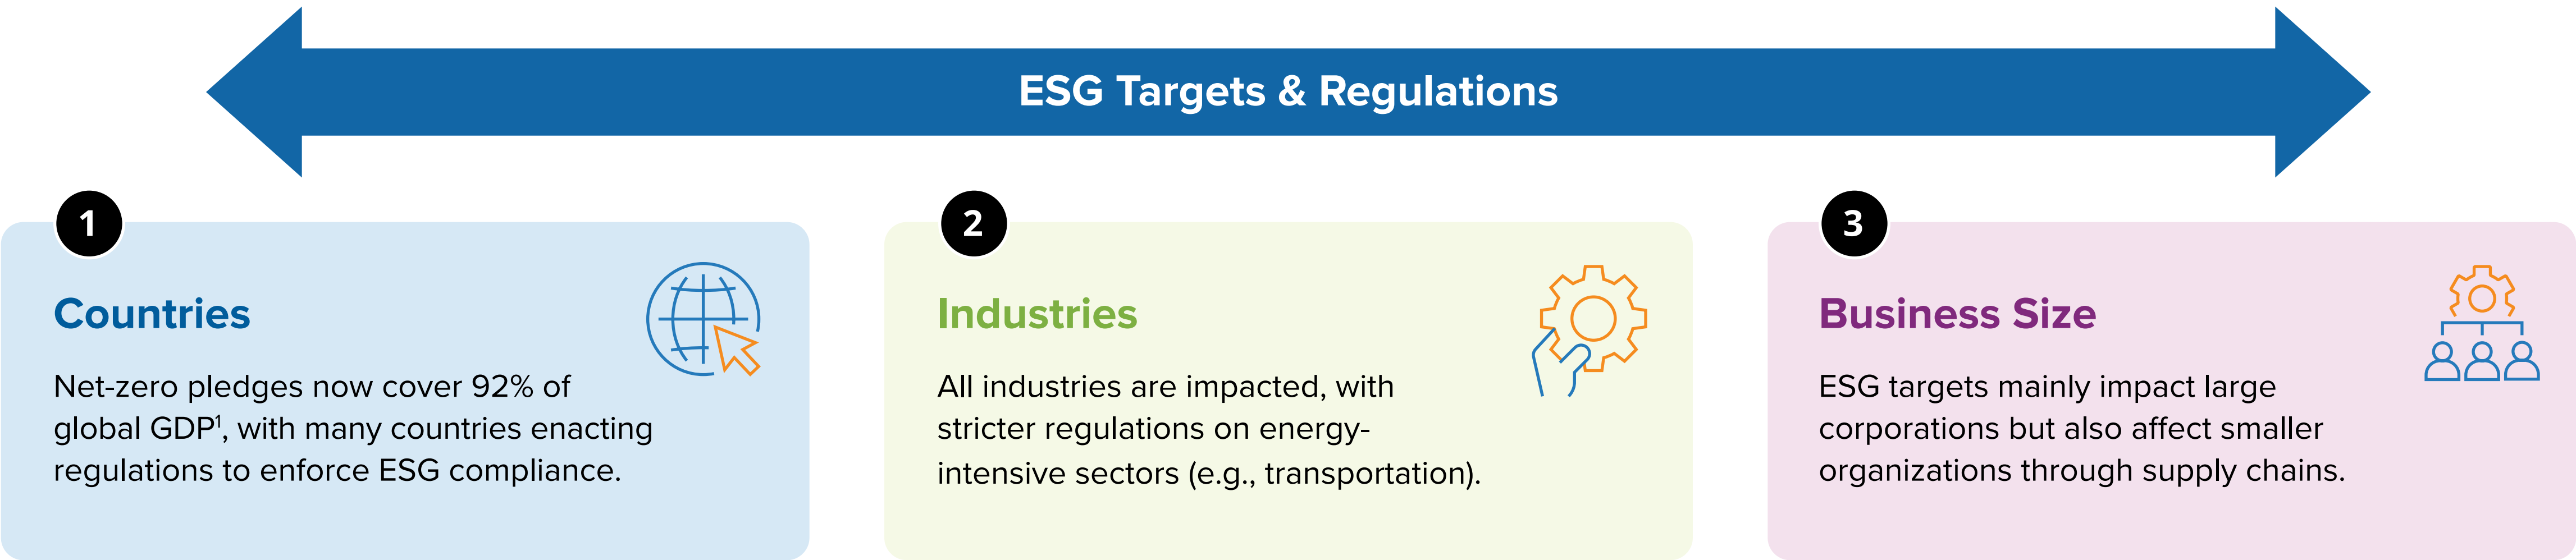 ESG Targets & Regulations
1
Countries
Net-zero pledges now cover 92% of
global GDP¹, with many countries enacting
regulations to enforce ESG compliance.
2
Industries
All industries are impacted, with
stricter regulations on energy-
intensive sectors (e.g., transportation).
3
Business Size
ESG targets mainly impact large
corporations but also affect smaller
organizations through supply chains.